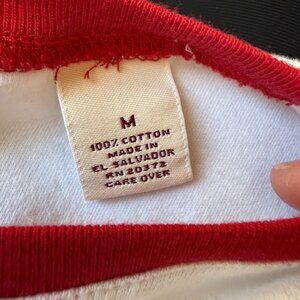 M
100% COTTON
MADE IN
EL SALVADOR
RN 20372
CARE OVER